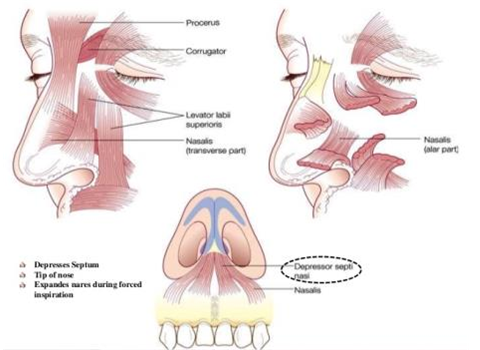 Procerus
Corrugator
Levator labii
superioris
Nasalis
(transverse part)
Nasalis
(alar part)
Depresses Septum
Tip of nose
Expandes nares during forced
inspiration
Depressor septi
nasi
Nasalis